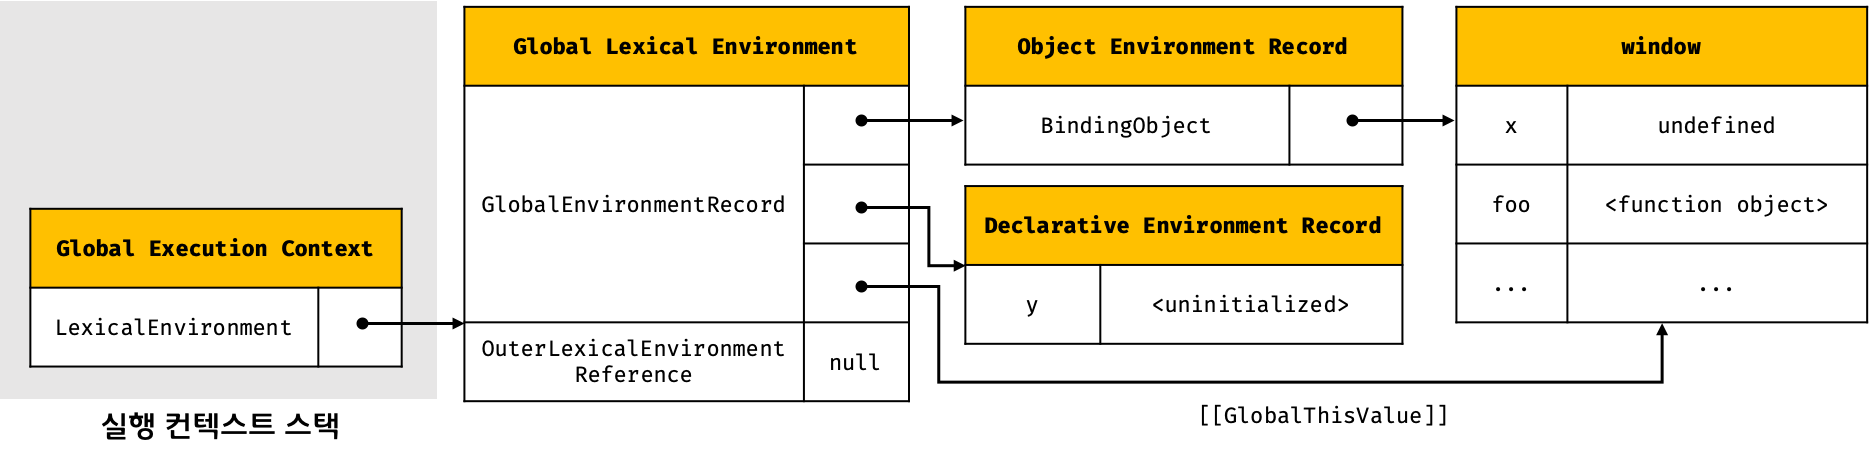 Global Execution Context
LexicalEnvironment
실행 컨텍스트 스택
Global Lexical Environment
GlobalEnvironmentRecord
OuterLexicalEnvironment
Reference
null
Object Environment Record
BindingObject
Declarative Environment Record
y <uninitialized>
window
x undefined
foo <function object>
... ...
[[GlobalThisValue]]